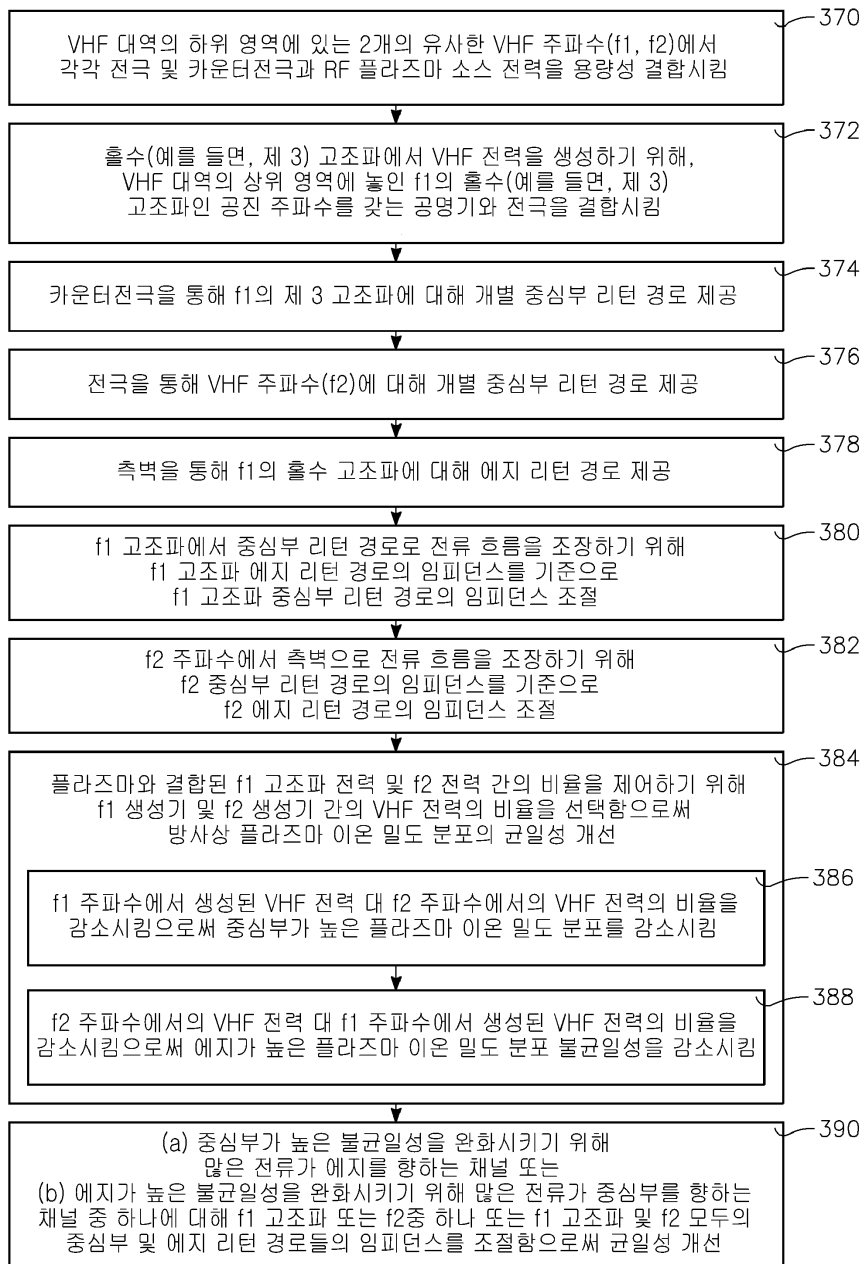 370
VHF 대역의 하위 영역에 있는 2개의 유사한 VHF 주파수(f1, f2)에서
각각 전극 및 카운터전극과 RF 플라즈마 소스 전력을 용량성 결합시킴
372
홀수(예를 들면, 제 3) 고조파에서 VHF 전력을 생성하기 위해,
VHF 대역의 상위 영역에 놓인 f1의 홀수(예를 들면, 제 3)
고조파인 공진 주파수를 갖는 공명기와 전극을 결합시킴
374
카운터전극을 통해 f1의 제 3 고조파에 대해 개별 중심부 리턴 경로 제공
376
전극을 통해 VHF 주파수(f2)에 대해 개별 중심부 리턴 경로 제공
378
측벽을 통해 f1의 홀수 고조파에 대해 에지 리턴 경로 제공
380
f1 고조파에서 중심부 리턴 경로로 전류 흐름을 조장하기 위해
f1 고조파 에지 리턴 경로의 임피던스를 기준으로
f1 고조파 중심부 리턴 경로의 임피던스 조절
382
f2 주파수에서 측벽으로 전류 흐름을 조장하기 위해
f2 중심부 리턴 경로의 임피던스를 기준으로
f2 에지 리턴 경로의 임피던스 조절
384
플라즈마와 결합된 f1 고조파 전력 및 f2 전력 간의 비율을 제어하기 위해
f1 생성기 및 f2 생성기 간의 VHF 전력의 비율을 선택함으로써
방사상 플라즈마 이온 밀도 분포의 균일성 개선
386
f1 주파수에서 생성된 VHF 전력 대 f2 주파수에서의 VHF 전력의 비율을
감소시킴으로써 중심부가 높은 플라즈마 이온 밀도 분포를 감소시킴
388
f2 주파수에서의 VHF 전력 대 f1 주파수에서 생성된 VHF 전력의 비율을
감소시킴으로써 에지가 높은 플라즈마 이온 밀도 분포 불균일성을 감소시킴
390
(a) 중심부가 높은 불균일성을 완화시키기 위해
많은 전류가 에지를 향하는 채널 또는
(b) 에지가 높은 불균일성을 완화시키기 위해 많은 전류가 중심부를 향하는
채널 중 하나에 대해 f1 고조파 또는 f2중 하나 또는 f1 고조파 및 f2 모두의
중심부 및 에지 리턴 경로들의 임피던스를 조절함으로써 균일성 개선